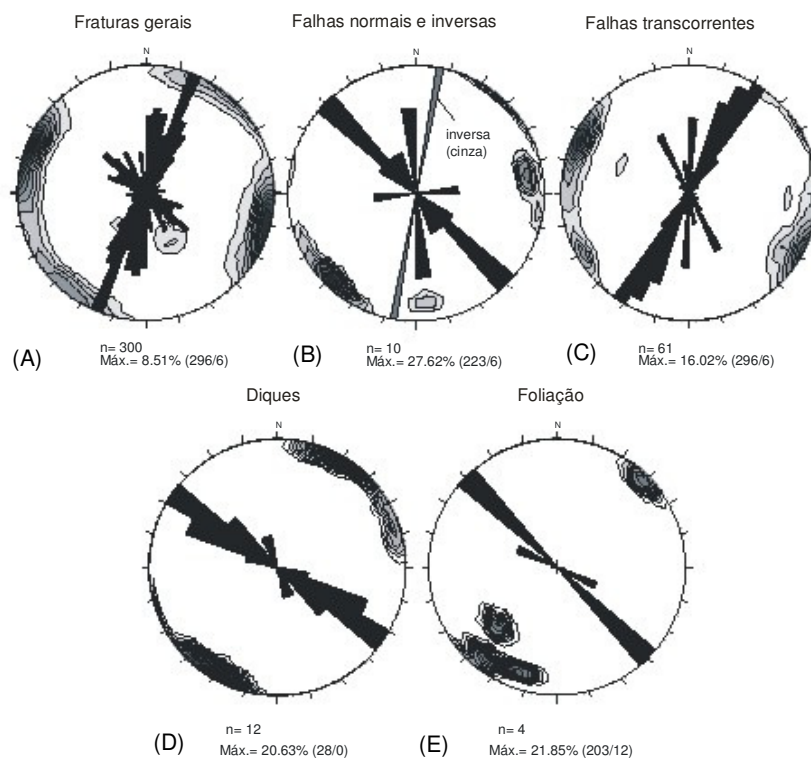 Fraturas gerais
Falhas normais e inversas
Falhas transcorrentes
N
N
N
inversa
(cinza)
(A)
n= 300
Máx.= 8.51% (296/6)
(B)
n= 10
Máx.= 27.62% (223/6)
(C)
n= 61
Máx.= 16.02% (296/6)
Diques
Foliação
N
N
(D)
n= 12
Máx.= 20.63% (28/0)
(E)
n= 4
Máx.= 21.85% (203/12)